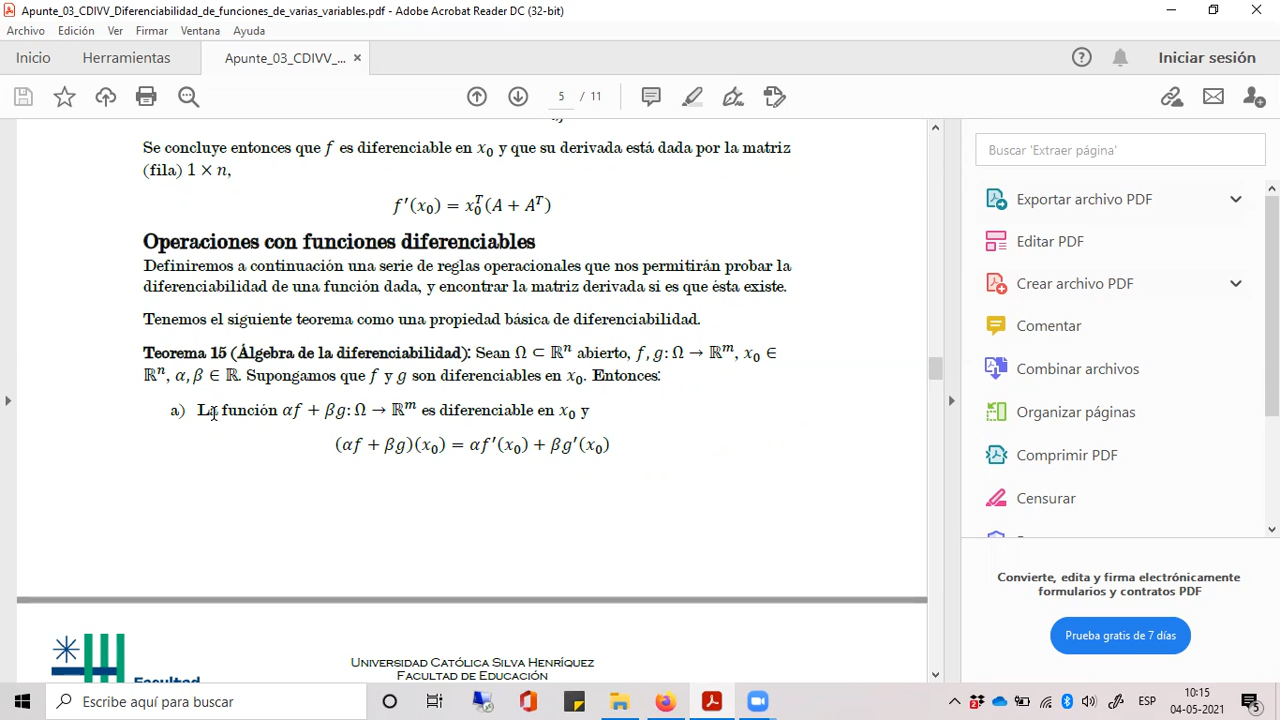 Apunte_03_CDIVV_Diferenciabilidad_de_funciones_de_varias_variables.pdf - Adobe Acrobat Reader DC (32-bit)
Archivo Edición Ver Firmar Ventana Ayuda
Inicio Herramientas Apunte_03_CDIVV_... × Iniciar sesión
5 / 11
Se concluye entonces que f es diferenciable en x₀ y que su derivada está dada por la matriz
(fila) 1 × n,
f′(x₀) = x₀ᵀ(A + Aᵀ)
Operaciones con funciones diferenciables
Definiremos a continuación una serie de reglas operacionales que nos permitirán probar la
diferenciabilidad de una función dada, y encontrar la matriz derivada si es que ésta existe.
Tenemos el siguiente teorema como una propiedad básica de diferenciabilidad.
Teorema 15 (Álgebra de la diferenciabilidad): Sean Ω ⊂ ℝⁿ abierto, f, g: Ω → ℝᵐ, x₀ ∈
ℝⁿ, α, β ∈ ℝ. Supongamos que f y g son diferenciables en x₀. Entonces:
a) La función αf + βg: Ω → ℝᵐ es diferenciable en x₀ y
(αf + βg)(x₀) = αf′(x₀) + βg′(x₀)
Facultad
UNIVERSIDAD CATÓLICA SILVA HENRÍQUEZ
FACULTAD DE EDUCACIÓN
Buscar 'Extraer página'
Exportar archivo PDF
Editar PDF
Crear archivo PDF
Comentar
Combinar archivos
Organizar páginas
Comprimir PDF
Censurar
Convierte, edita y firma electrónicamente
formularios y contratos PDF
Prueba gratis de 7 días
Escribe aquí para buscar
ESP
10:15
04-05-2021
5